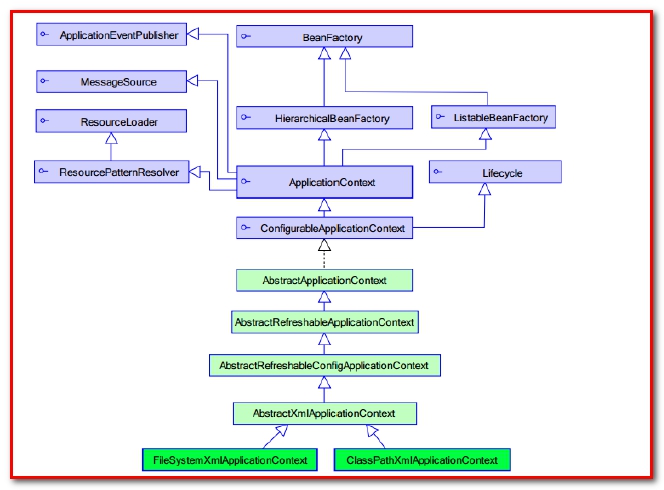 ApplicationEventPublisher
BeanFactory
MessageSource
ResourceLoader
HierarchicalBeanFactory
ListableBeanFactory
ResourcePatternResolver
ApplicationContext
Lifecycle
ConfigurableApplicationContext
AbstractApplicationContext
AbstractRefreshableApplicationContext
AbstractRefreshableConfigApplicationContext
AbstractXmlApplicationContext
FileSystemXmlApplicationContext
ClassPathXmlApplicationContext